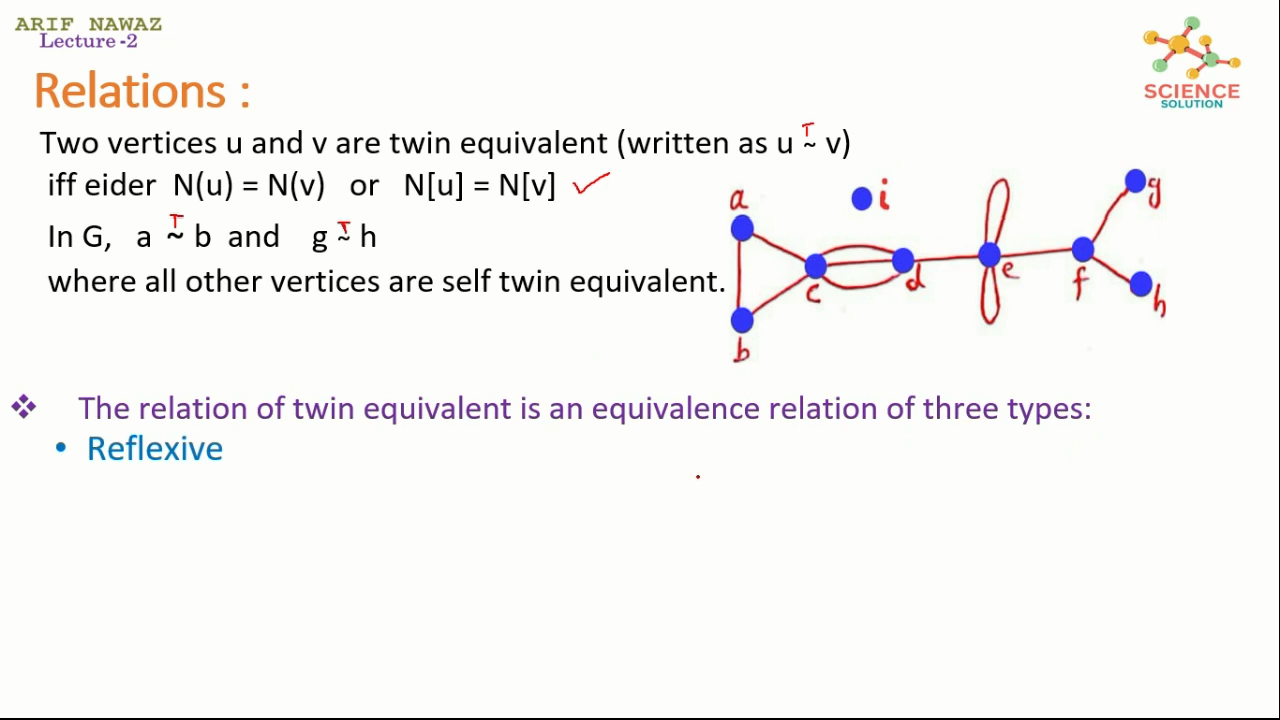 ARIF NAWAZ
Lecture -2
SCIENCE
SOLUTION
Relations :
Two vertices u and v are twin equivalent (written as u T~ v)
iff eider N(u) = N(v) or N[u] = N[v] ✓
In G, a T~ b and g T~ h
where all other vertices are self twin equivalent.
a
i
g
c
d
e
f
h
b
❖ The relation of twin equivalent is an equivalence relation of three types:
• Reflexive